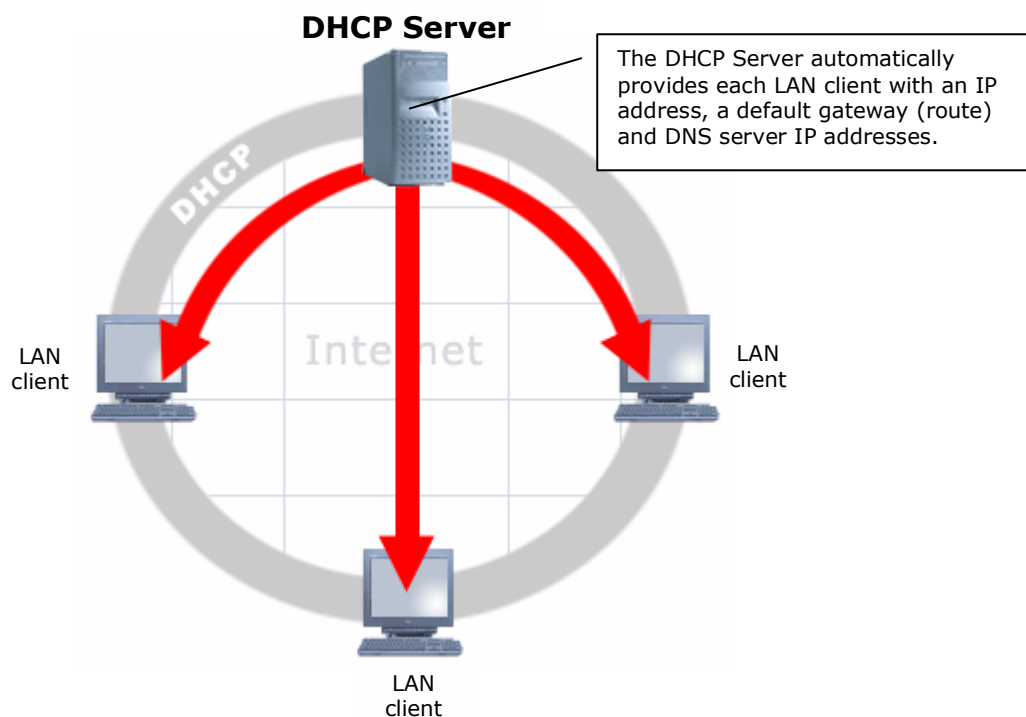 DHCP Server
The DHCP Server automatically
provides each LAN client with an IP
address, a default gateway (route)
and DNS server IP addresses.
DHCP
Internet
LAN
client
LAN
client
LAN
client